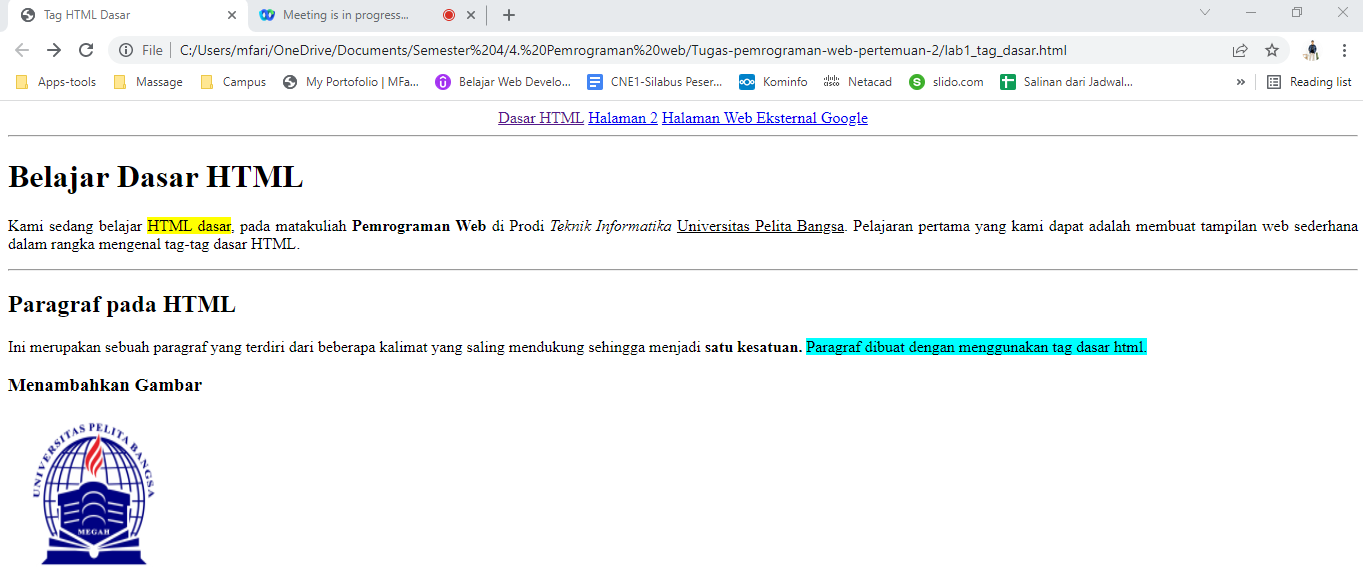 Tag HTML Dasar
Meeting is in progress...
File
C:/Users/mfari/OneDrive/Documents/Semester%204/4.%20Pemrograman%20web/Tugas-pemrograman-web-pertemuan-2/lab1_tag_dasar.html
Apps-tools
Massage
Campus
My Portofolio | MFa...
Belajar Web Develo...
CNE1-Silabus Peser...
Kominfo
Netacad
slido.com
Salinan dari Jadwal...
»
Reading list
Dasar HTML Halaman 2 Halaman Web Eksternal Google
Belajar Dasar HTML
Kami sedang belajar HTML dasar, pada matakuliah Pemrograman Web di Prodi Teknik Informatika Universitas Pelita Bangsa. Pelajaran pertama yang kami dapat adalah membuat tampilan web sederhana
dalam rangka mengenal tag-tag dasar HTML.
Paragraf pada HTML
Ini merupakan sebuah paragraf yang terdiri dari beberapa kalimat yang saling mendukung sehingga menjadi satu kesatuan. Paragraf dibuat dengan menggunakan tag dasar html.
Menambahkan Gambar
UNIVERSITAS PELITA BANGSA
MEGAH